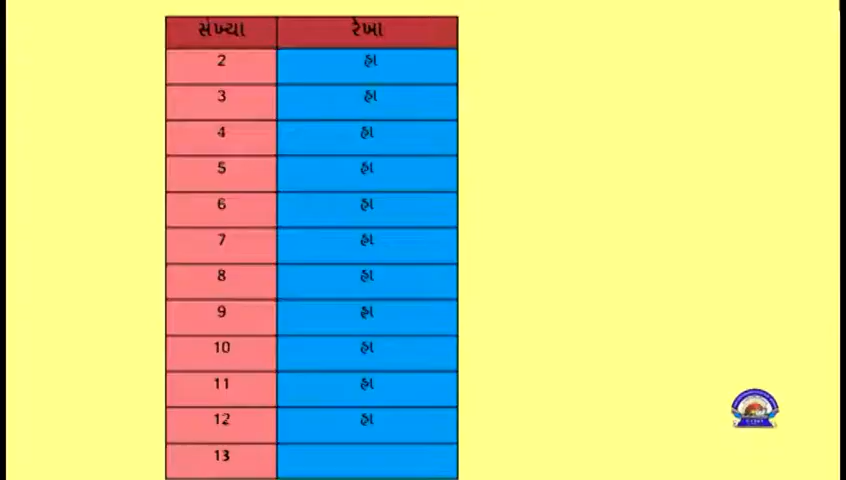 સંખ્યા રેખા
2 હા
3 હા
4 હા
5 હા
6 હા
7 હા
8 હા
9 હા
10 હા
11 હા
12 હા
13